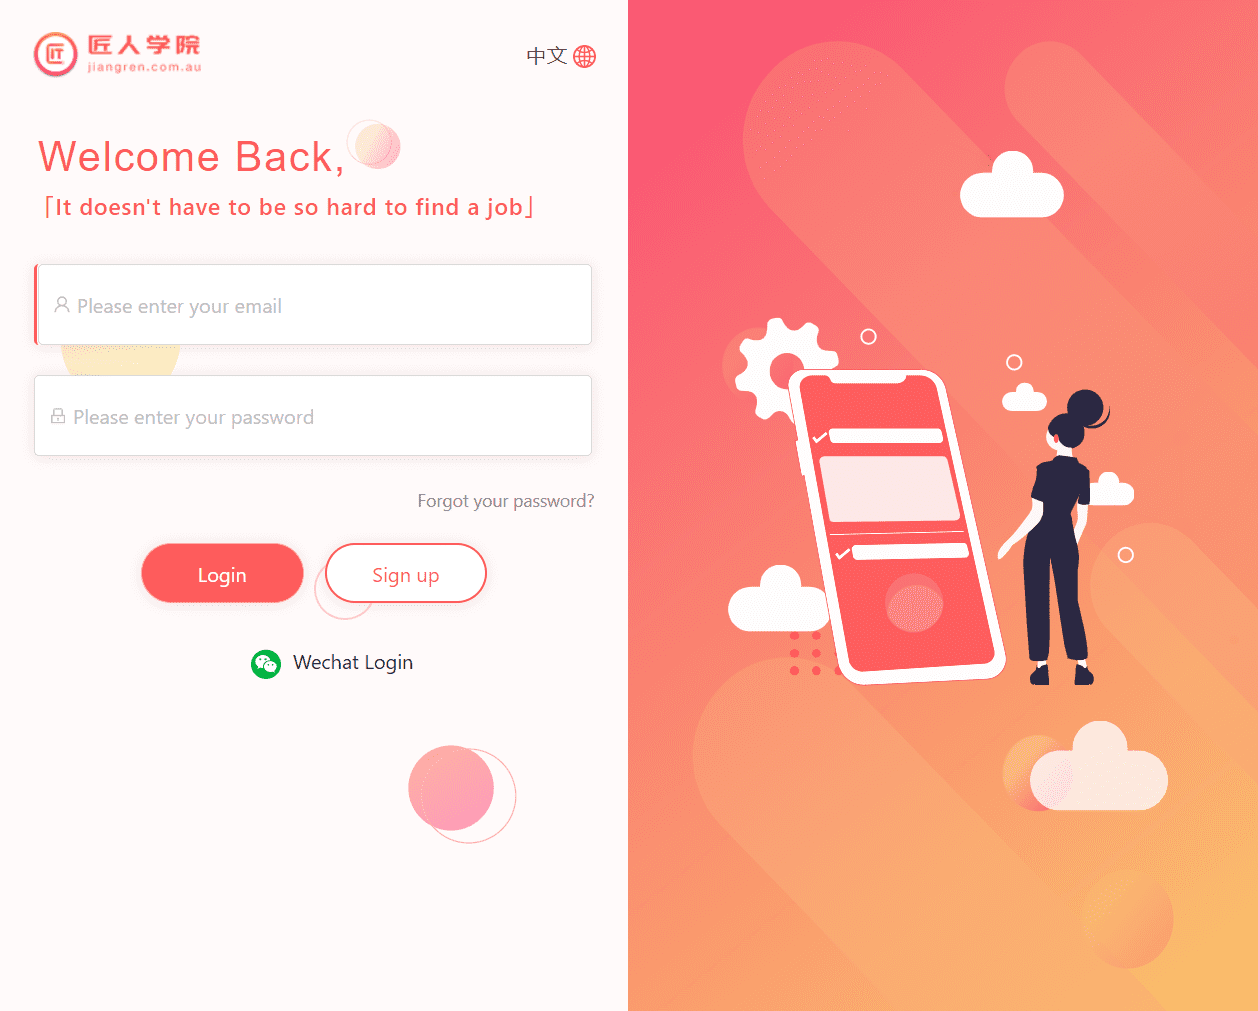 匠人学院
jiangren.com.au
中文
Welcome Back,
「It doesn't have to be so hard to find a job」
Please enter your email
Please enter your password
Forgot your password?
Login
Sign up
Wechat Login